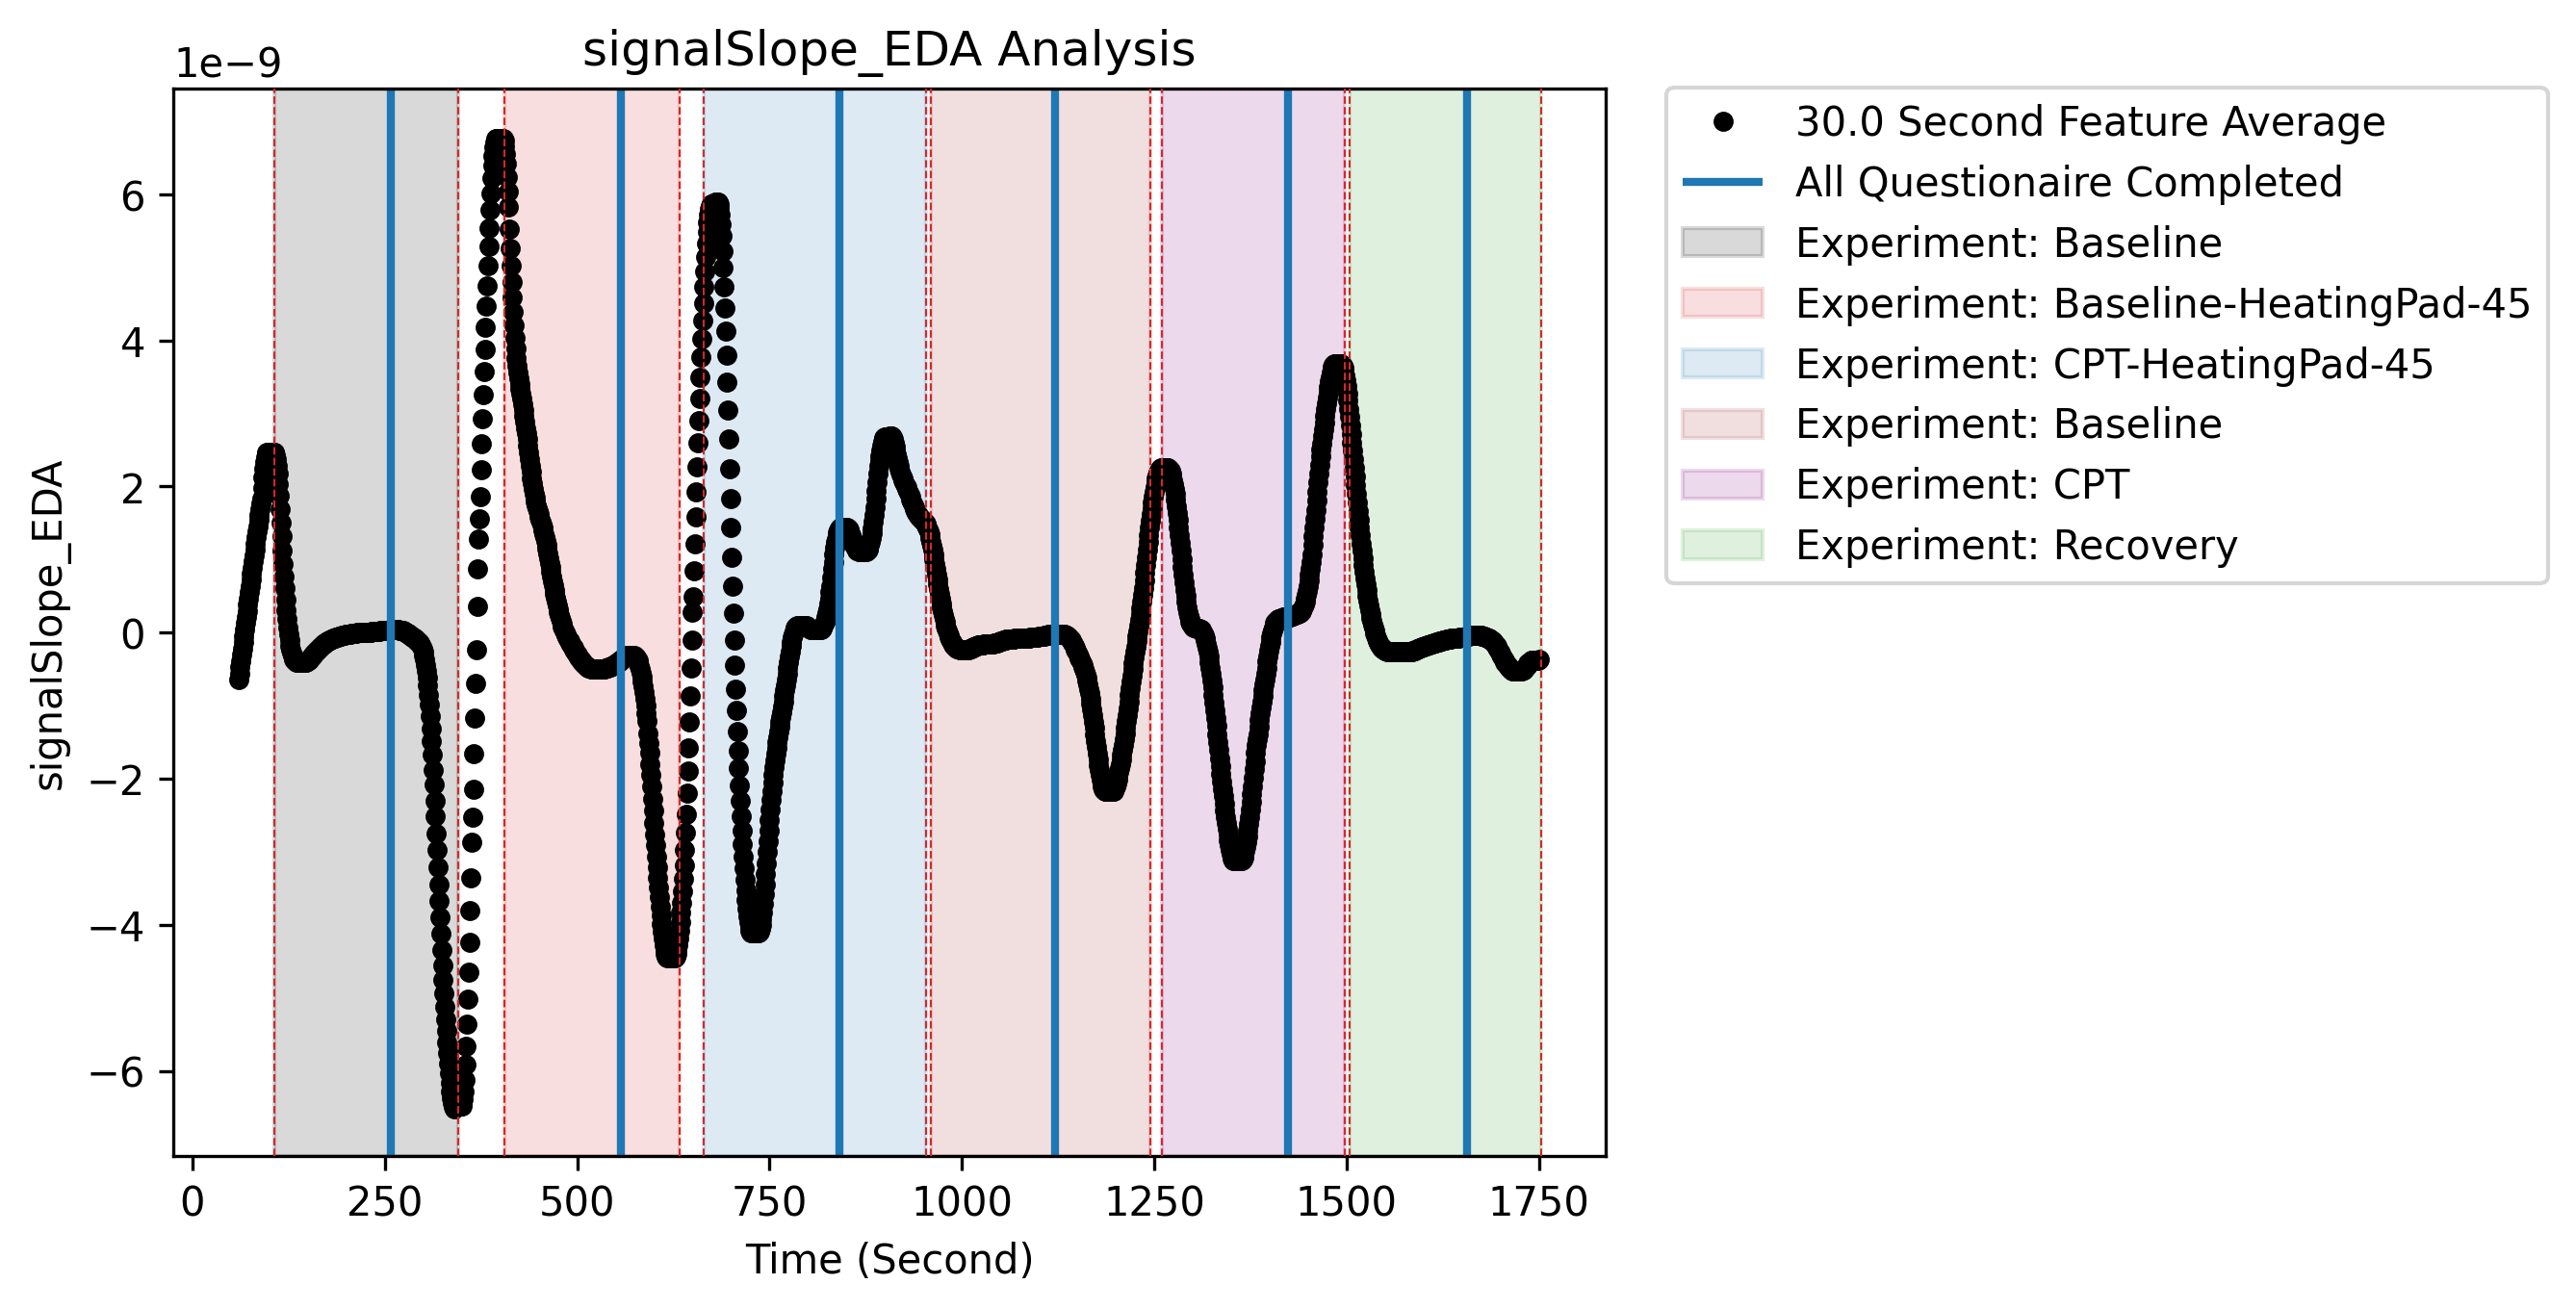 signalSlope_EDA Analysis
1e−9
6
4
2
0
−2
−4
−6
signalSlope_EDA
0 250 500 750 1000 1250 1500 1750
Time (Second)
30.0 Second Feature Average
All Questionaire Completed
Experiment: Baseline
Experiment: Baseline-HeatingPad-45
Experiment: CPT-HeatingPad-45
Experiment: Baseline
Experiment: CPT
Experiment: Recovery